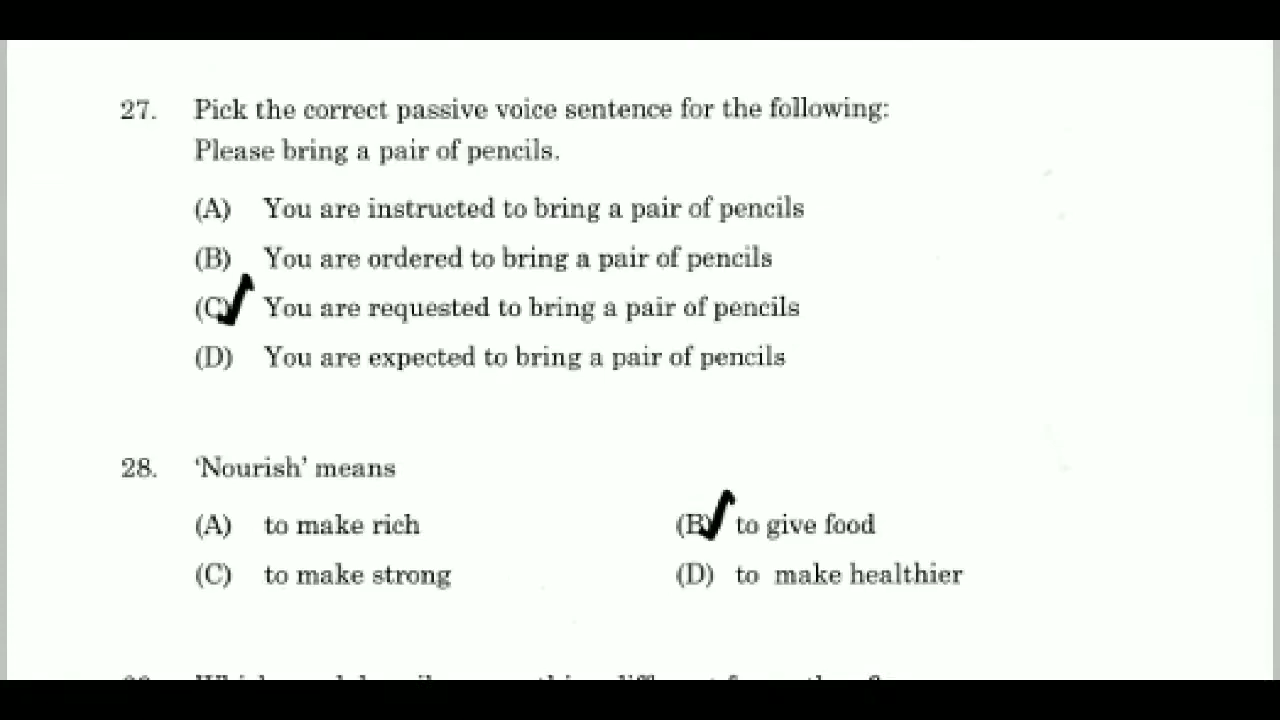 27. Pick the correct passive voice sentence for the following:
Please bring a pair of pencils.
(A) You are instructed to bring a pair of pencils
(B) You are ordered to bring a pair of pencils
(C) You are requested to bring a pair of pencils
(D) You are expected to bring a pair of pencils
28. ‘Nourish’ means
(A) to make rich (B) to give food
(C) to make strong (D) to make healthier